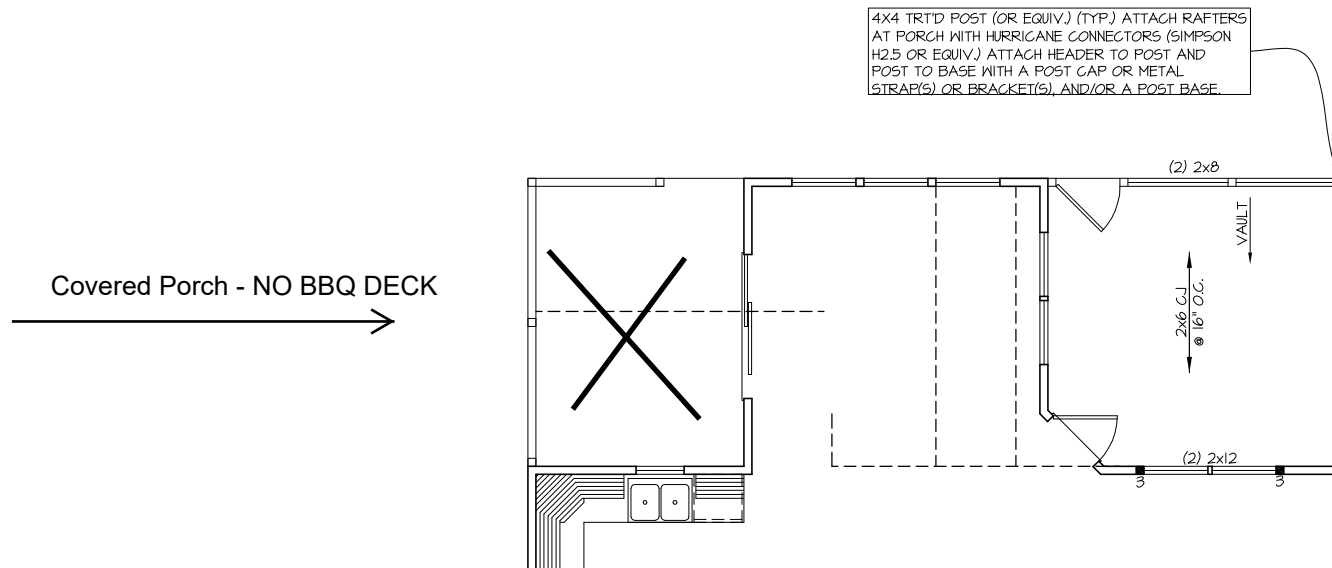 4X4 TRT'D POST (OR EQUIV.) (TYP.) ATTACH RAFTERS
AT PORCH WITH HURRICANE CONNECTORS (SIMPSON
H2.5 OR EQUIV.) ATTACH HEADER TO POST AND
POST TO BASE WITH A POST CAP OR METAL
STRAP(S) OR BRACKET(S), AND/OR A POST BASE.
(2) 2x8
VAULT
Covered Porch - NO BBQ DECK
2x6 CJ
@ 16" O.C.
(2) 2x12
3
3